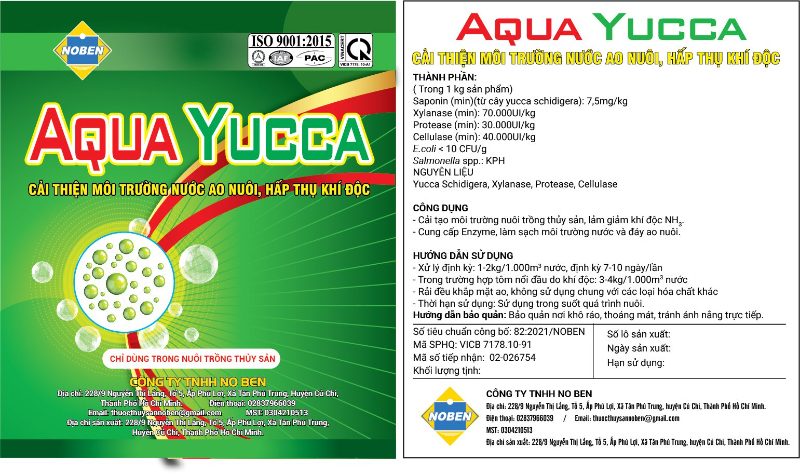 NOBEN
ISO 9001:2015
IAF
PAC
VINACERT
VICB 7178. 10-91
AQUA YUCCA
CẢI THIỆN MÔI TRƯỜNG NƯỚC AO NUÔI, HẤP THỤ KHÍ ĐỘC
CHỈ DÙNG TRONG NUÔI TRỒNG THỦY SẢN
CÔNG TY TNHH NO BEN
Địa chỉ: 228/9 Nguyễn Thị Lắng, Tổ 5, Ấp Phú Lợi, Xã Tân Phú Trung, Huyện Củ Chi,
Thành Phố Hồ Chí Minh. Điện thoại: 02837966039
Email: thuocthuysannoben@gmail.com MST: 0304210513
Địa chỉ sản xuất: 228/9 Nguyễn Thị Lắng, Tổ 5, Ấp Phú Lợi, Xã Tân Phú Trung,
Huyện Củ Chi, Thành Phố Hồ Chí Minh.
AQUA YUCCA
CẢI THIỆN MÔI TRƯỜNG NƯỚC AO NUÔI, HẤP THỤ KHÍ ĐỘC
THÀNH PHẦN:
( Trong 1 kg sản phẩm)
Saponin (min)(từ cây yucca schidigera): 7,5mg/kg
Xylanase (min): 70.000UI/kg
Protease (min): 30.000UI/kg
Cellulase (min): 40.000UI/kg
E.coli < 10 CFU/g
Salmonella spp.: KPH
NGUYÊN LIỆU
Yucca Schidigera, Xylanase, Protease, Cellulase
CÔNG DỤNG
- Cải tạo môi trường nuôi trồng thủy sản, làm giảm khí độc NH₃.
- Cung cấp Enzyme, làm sạch môi trường nước và đáy ao nuôi.
HƯỚNG DẪN SỬ DỤNG
- Xử lý định kỳ: 1-2kg/1.000m³ nước, định kỳ 7-10 ngày/lần
- Trong trường hợp tôm nổi đầu do khí độc: 3-4kg/1.000m³ nước
- Rải đều khắp mặt ao, không sử dụng chung với các loại hóa chất khác
- Thời hạn sử dụng: Sử dụng trong suốt quá trình nuôi.
Hướng dẫn bảo quản: Bảo quản nơi khô ráo, thoáng mát, tránh ánh nắng trực tiếp.
Số tiêu chuẩn công bố: 82:2021/NOBEN
Mã SPHQ: VICB 7178.10-91
Mã số tiếp nhận: 02-026754
Khối lượng tịnh:
Số lô sản xuất:
Ngày sản xuất:
Hạn sử dụng:
NOBEN
CÔNG TY TNHH NO BEN
Địa chỉ: 228/9 Nguyễn Thị Lắng, Tổ 5, Ấp Phú Lợi, Xã Tân Phú Trung, huyện Củ Chi, Thành Phố Hồ Chí Minh.
Điện thoại: 02837966039 / Email: thuocthuysannoben@gmail.com
MST: 0304210513
Địa chỉ sản xuất: 228/9 Nguyễn Thị Lắng, Tổ 5, Ấp Phú Lợi, Xã Tân Phú Trung, huyện Củ Chi, Thành Phố Hồ Chí Minh.